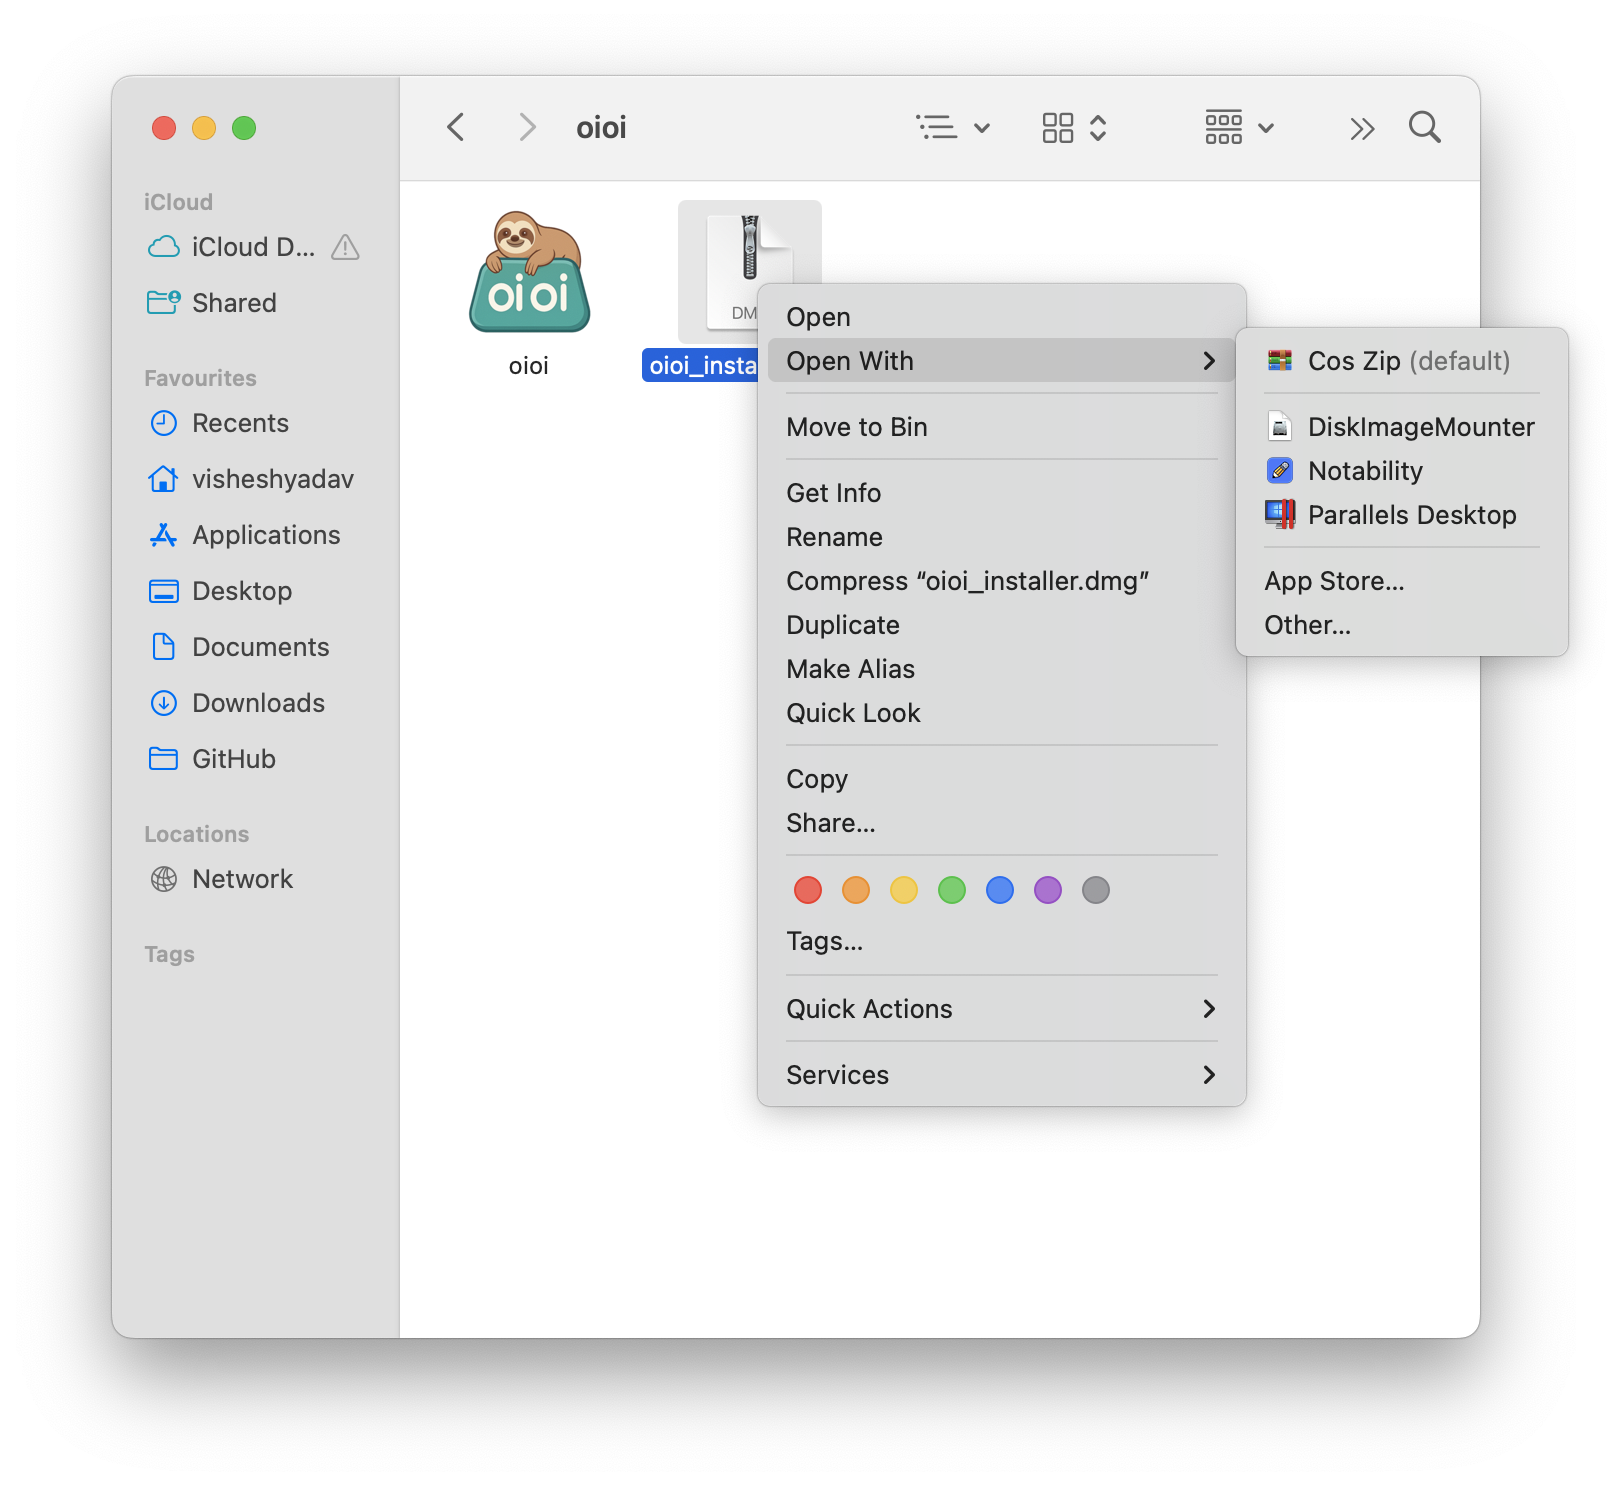 oioi
iCloud
iCloud D...
Shared
Favourites
Recents
visheshyadav
Applications
Desktop
Documents
Downloads
GitHub
Locations
Network
Tags
oioi
oioi
DM
oioi_insta
Open
Open With
Move to Bin
Get Info
Rename
Compress “oioi_installer.dmg”
Duplicate
Make Alias
Quick Look
Copy
Share...
Tags...
Quick Actions
Services
Cos Zip (default)
DiskImageMounter
Notability
Parallels Desktop
App Store...
Other...